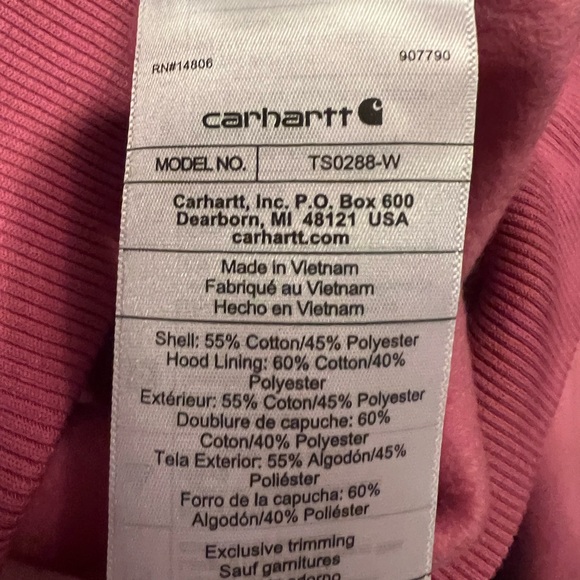 RN#14806 907790
carhartt
MODEL NO. TS0288-W
Carhartt, Inc. P.O. Box 600
Dearborn, MI 48121 USA
carhartt.com
Made in Vietnam
Fabriqué au Vietnam
Hecho en Vietnam
Shell: 55% Cotton/45% Polyester
Hood Lining: 60% Cotton/40%
Polyester
Extérieur: 55% Coton/45% Polyester
Doublure de capuche: 60%
Coton/40% Polyester
Tela Exterior: 55% Algodón/45%
Poliéster
Forro de la capucha: 60%
Algodón/40% Poliéster
Exclusive trimming
Sauf garnitures